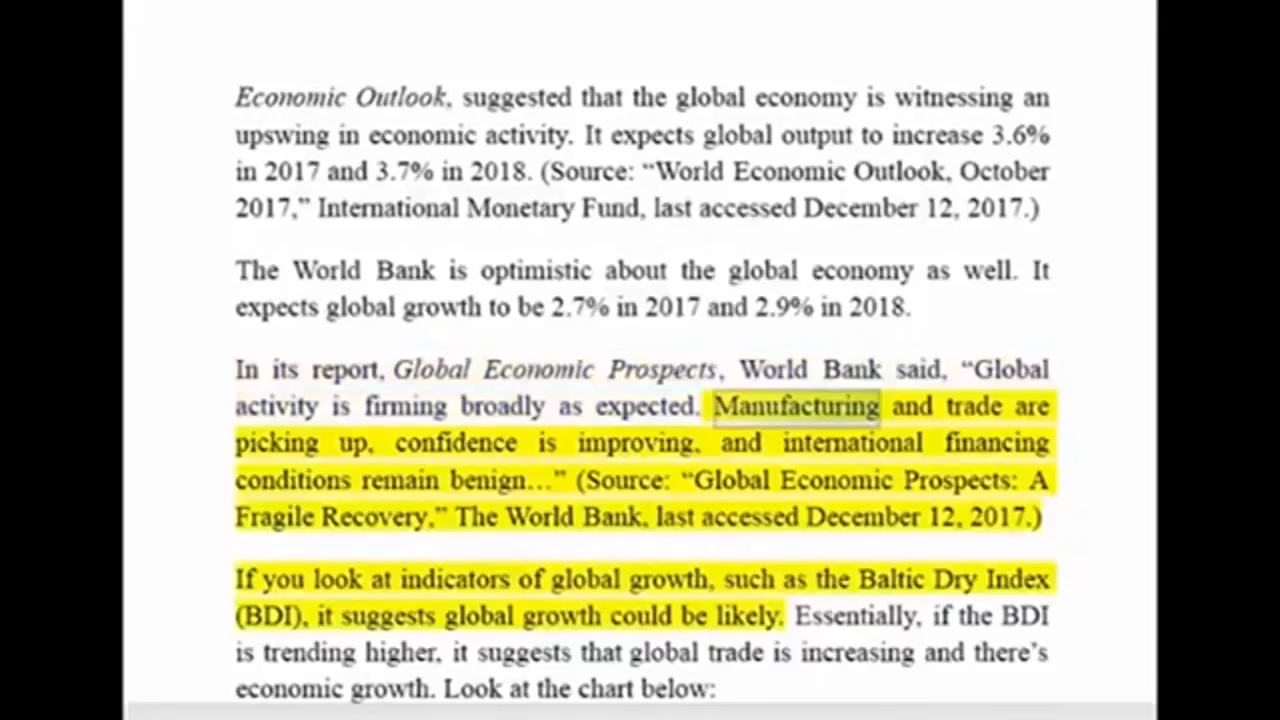 Economic Outlook, suggested that the global economy is witnessing an
upswing in economic activity. It expects global output to increase 3.6%
in 2017 and 3.7% in 2018. (Source: “World Economic Outlook, October
2017,” International Monetary Fund, last accessed December 12, 2017.)
The World Bank is optimistic about the global economy as well. It
expects global growth to be 2.7% in 2017 and 2.9% in 2018.
In its report, Global Economic Prospects, World Bank said, “Global
activity is firming broadly as expected. Manufacturing and trade are
picking up, confidence is improving, and international financing
conditions remain benign…” (Source: “Global Economic Prospects: A
Fragile Recovery,” The World Bank, last accessed December 12, 2017.)
If you look at indicators of global growth, such as the Baltic Dry Index
(BDI), it suggests global growth could be likely. Essentially, if the BDI
is trending higher, it suggests that global trade is increasing and there’s
economic growth. Look at the chart below: